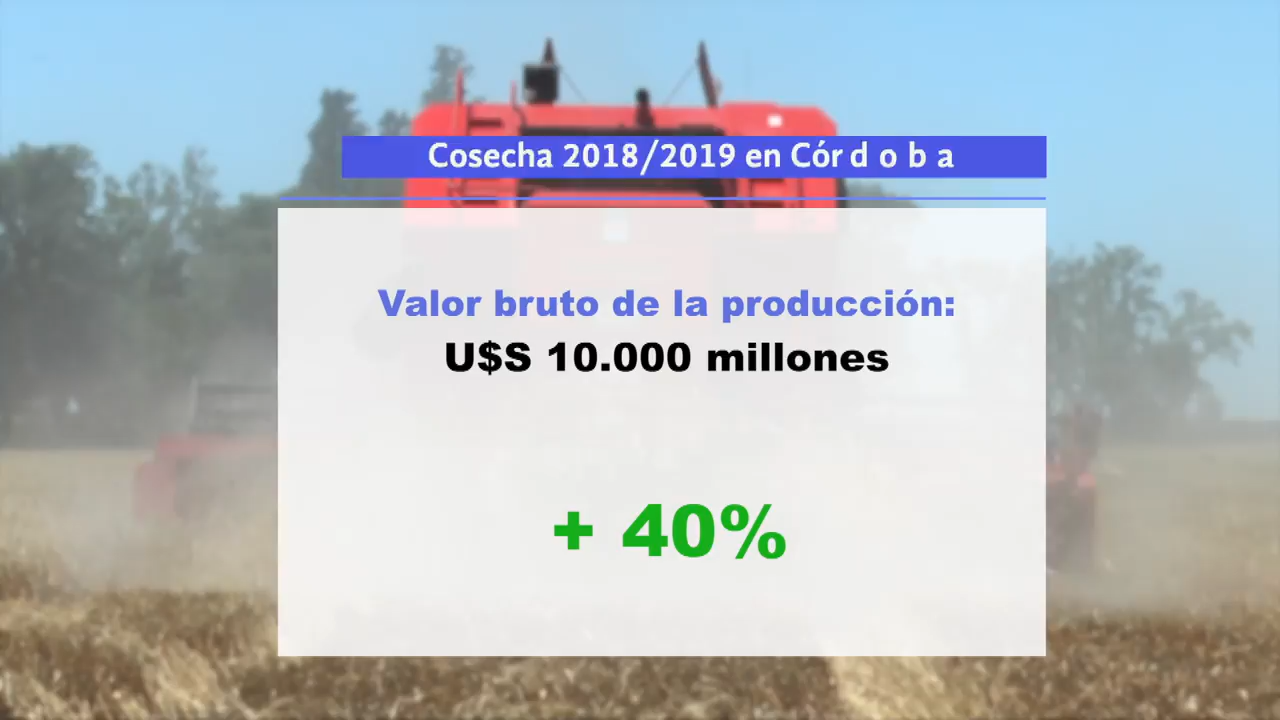 Cosecha 2018/2019 en Córdoba
Valor bruto de la producción:
U$S 10.000 millones
+ 40%